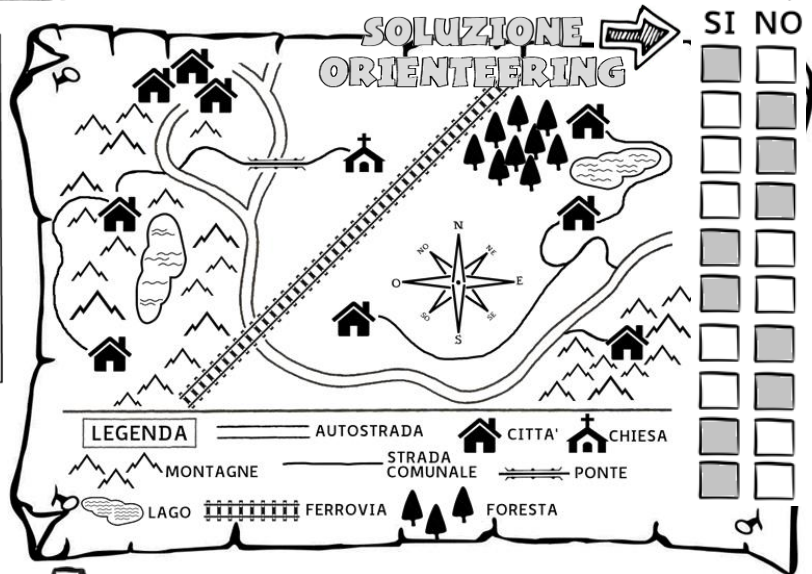 SOLUZIONE
ORIENTEERING
SI NO
N
NO NE
O E
SO SE
S
LEGENDA AUTOSTRADA CITTA' CHIESA
MONTAGNE STRADA COMUNALE PONTE
LAGO FERROVIA FORESTA